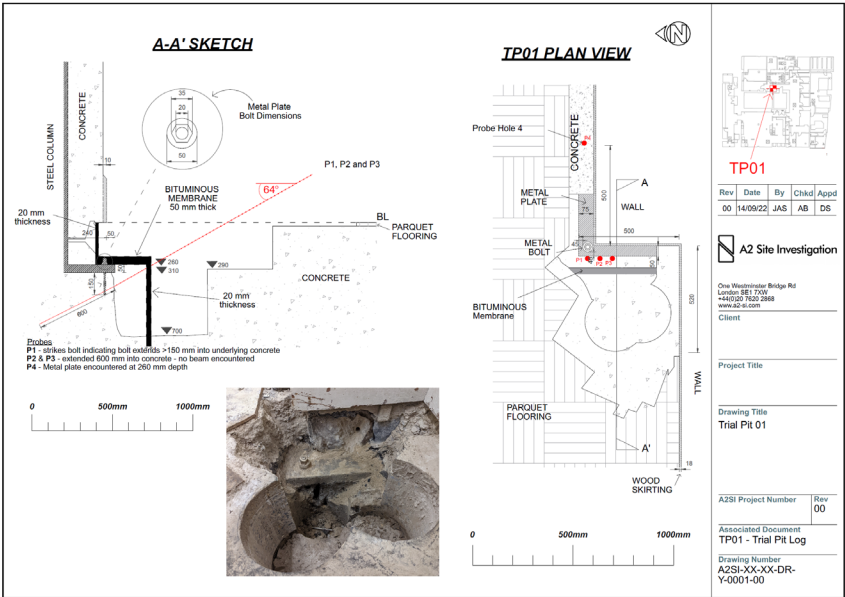 A-A' SKETCH
STEEL COLUMN
CONCRETE
35
20
50
Metal Plate
Bolt Dimensions
10
P1, P2 and P3
64°
BITUMINOUS
MEMBRANE
50 mm thick
20 mm
thickness
240
50
BL
PARQUET
FLOORING
260
310
290
50
150
CONCRETE
20 mm
thickness
600
700
Probes
P1 - strikes bolt indicating bolt extends >150 mm into underlying concrete
P2 & P3 - extended 600 mm into concrete - no beam encountered
P4 - Metal plate encountered at 260 mm depth
0 500mm 1000mm
TP01 PLAN VIEW
N
Probe Hole 4
CONCRETE
P4
600
A
METAL
PLATE
75
WALL
500
METAL
BOLT
45
P1
P2
P3
50
BITUMINOUS
Membrane
520
WALL
PARQUET
FLOORING
A'
18
WOOD
SKIRTING
0 500mm 1000mm
TP01
Rev Date By Chkd Appd
00 14/09/22 JAS AB DS
A2 Site Investigation
One Westminster Bridge Rd
London SE1 7XW
+44(0)20 7620 2868
www.a2-si.com
Client
Project Title
Drawing Title
Trial Pit 01
A2SI Project Number
Rev
00
Associated Document
TP01 - Trial Pit Log
Drawing Number
A2SI-XX-XX-DR-
Y-0001-00